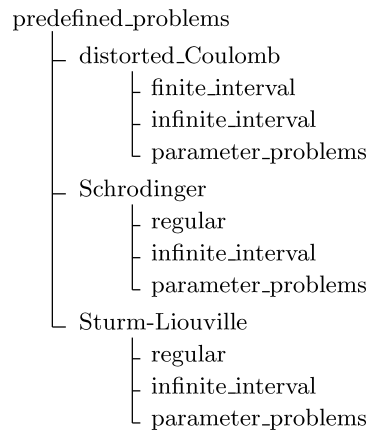 predefined_problems
distorted_Coulomb
finite_interval
infinite_interval
parameter_problems
Schrodinger
regular
infinite_interval
parameter_problems
Sturm-Liouville
regular
infinite_interval
parameter_problems